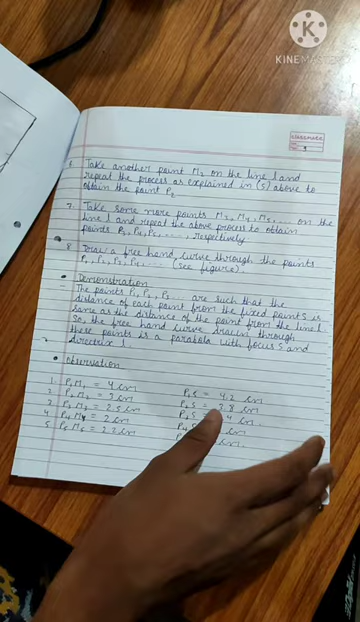 KINEMASTER
classmate
6. Take another point M2 on the line l and
repeat the process as explained in (5) above to
obtain the point P2
7. Take some more points M3, M4, M5, .... on the
line l and repeat the above process to obtain
points P3, P4, P5, ...., respectively
8. Draw a free hand curve through the points
P1, P2, P3, P4, .... (see figure).
• Demonstration
- The points P1, P2, P3 .... are such that the
distance of each point from the fixed point S is
same as the distance of the point from the line l.
So, the free hand curve drawn through
these points is a parabola with focus S and
directrix l.
• Observation
1. P1M1 = 4 cm P1S = 4.2 cm
2 P2M2 = 3 cm P2S = .8 cm
3 P3M3 = 2.5 cm P3S 4 cm.
4 P4M4 = 2 cm P4S cm
5 P5M5 = 2.2 cm cm.